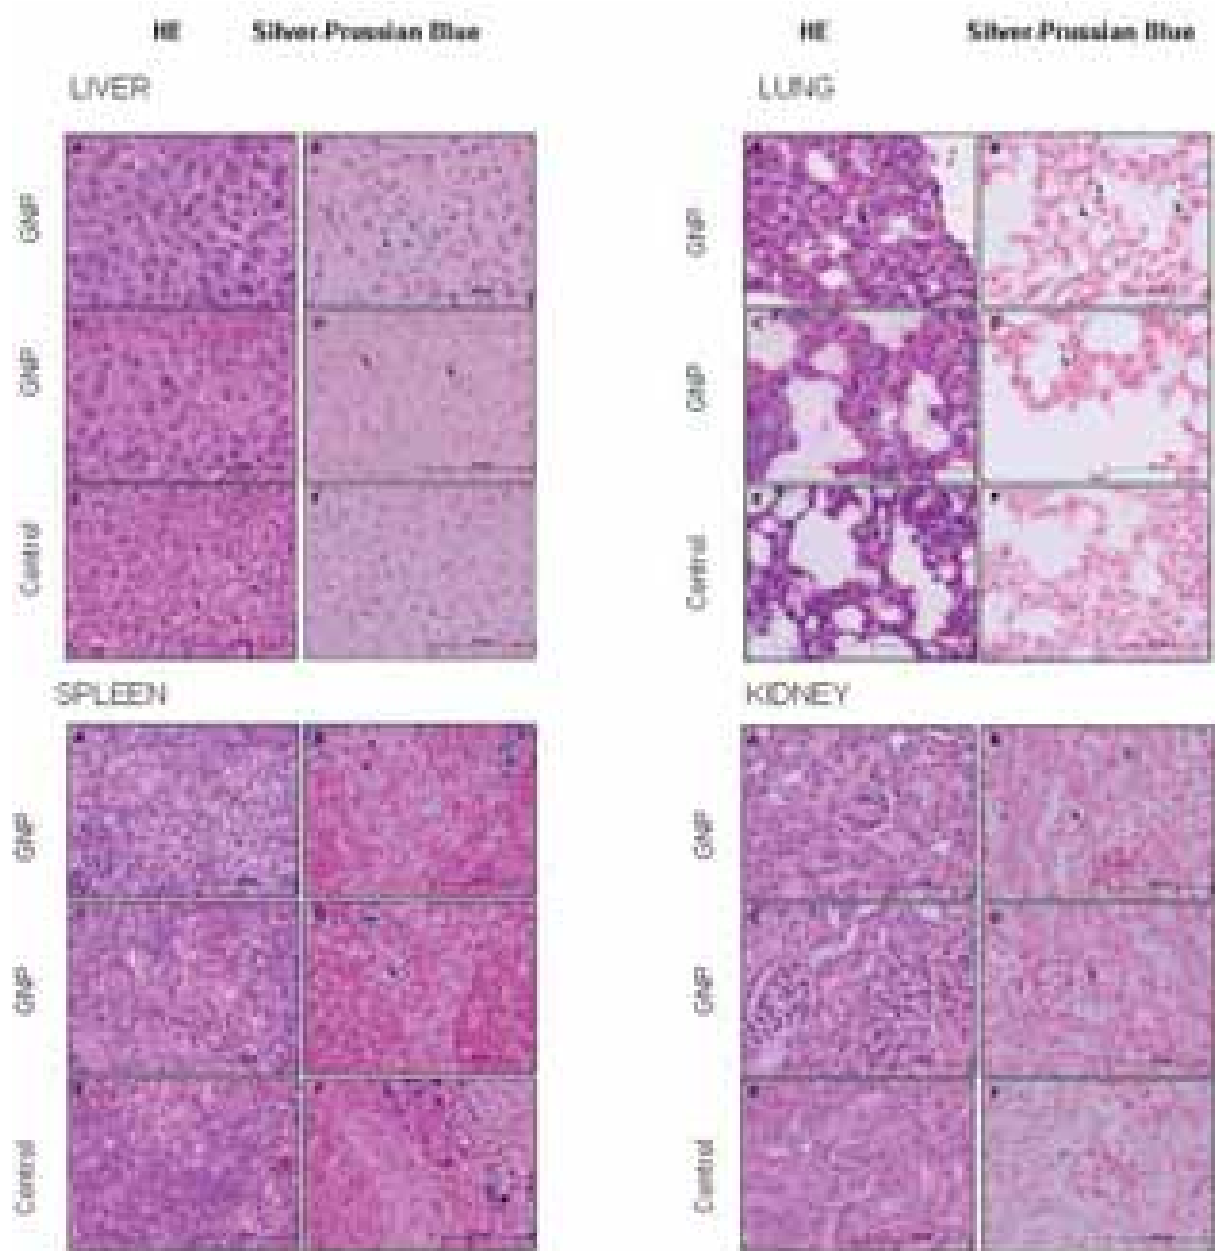 HE Silver-Prussian Blue HE Silver-Prussian Blue
LIVER
A B
GNP
C D
GNP
E F
Control
LUNG
A B
GNP
C D
GNP
E F
Control
SPLEEN
A B
GNP
C D
GNP
E F
Control
KIDNEY
A B
GNP
C D
GNP
E F
Control